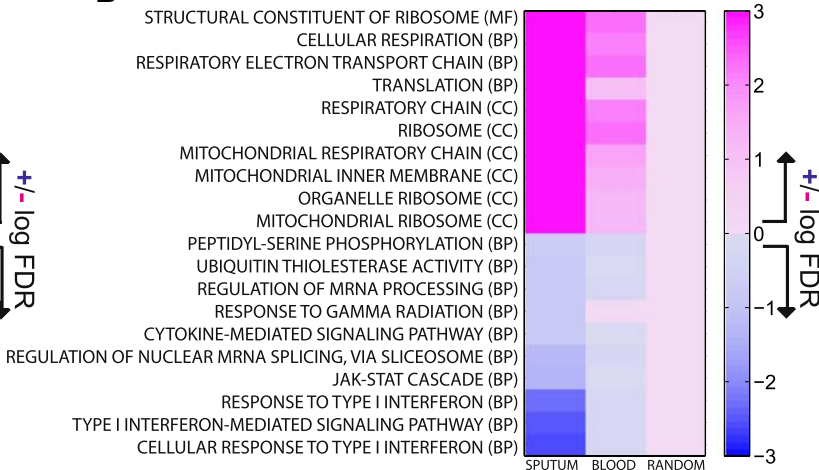 STRUCTURAL CONSTITUENT OF RIBOSOME (MF)
CELLULAR RESPIRATION (BP)
RESPIRATORY ELECTRON TRANSPORT CHAIN (BP)
TRANSLATION (BP)
RESPIRATORY CHAIN (CC)
RIBOSOME (CC)
MITOCHONDRIAL RESPIRATORY CHAIN (CC)
MITOCHONDRIAL INNER MEMBRANE (CC)
ORGANELLE RIBOSOME (CC)
MITOCHONDRIAL RIBOSOME (CC)
PEPTIDYL-SERINE PHOSPHORYLATION (BP)
UBIQUITIN THIOLESTERASE ACTIVITY (BP)
REGULATION OF MRNA PROCESSING (BP)
RESPONSE TO GAMMA RADIATION (BP)
CYTOKINE-MEDIATED SIGNALING PATHWAY (BP)
REGULATION OF NUCLEAR MRNA SPLICING, VIA SLICEOSOME (BP)
JAK-STAT CASCADE (BP)
RESPONSE TO TYPE I INTERFERON (BP)
TYPE I INTERFERON-MEDIATED SIGNALING PATHWAY (BP)
CELLULAR RESPONSE TO TYPE I INTERFERON (BP)
SPUTUM BLOOD RANDOM
3
2
1
0
−1
−2
−3
+/- log FDR
+/- log FDR